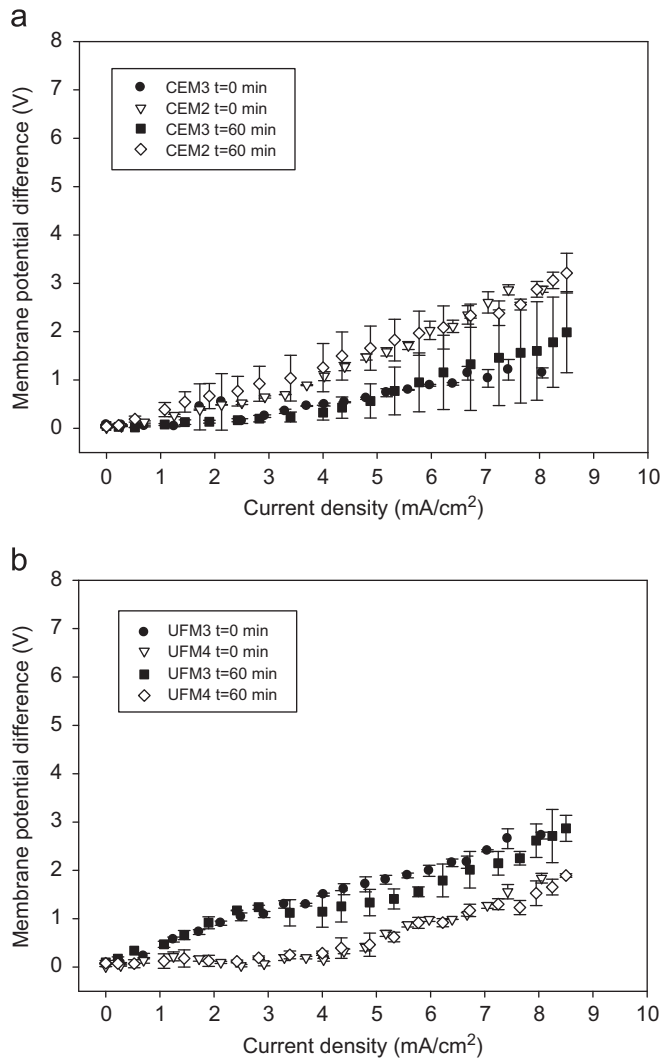 a
8
7
6
5
4
3
2
1
0
Membrane potential difference (V)
CEM3 t=0 min
CEM2 t=0 min
CEM3 t=60 min
CEM2 t=60 min
0 1 2 3 4 5 6 7 8 9 10
Current density (mA/cm²)
b
8
7
6
5
4
3
2
1
0
Membrane potential difference (V)
UFM3 t=0 min
UFM4 t=0 min
UFM3 t=60 min
UFM4 t=60 min
0 1 2 3 4 5 6 7 8 9 10
Current density (mA/cm²)